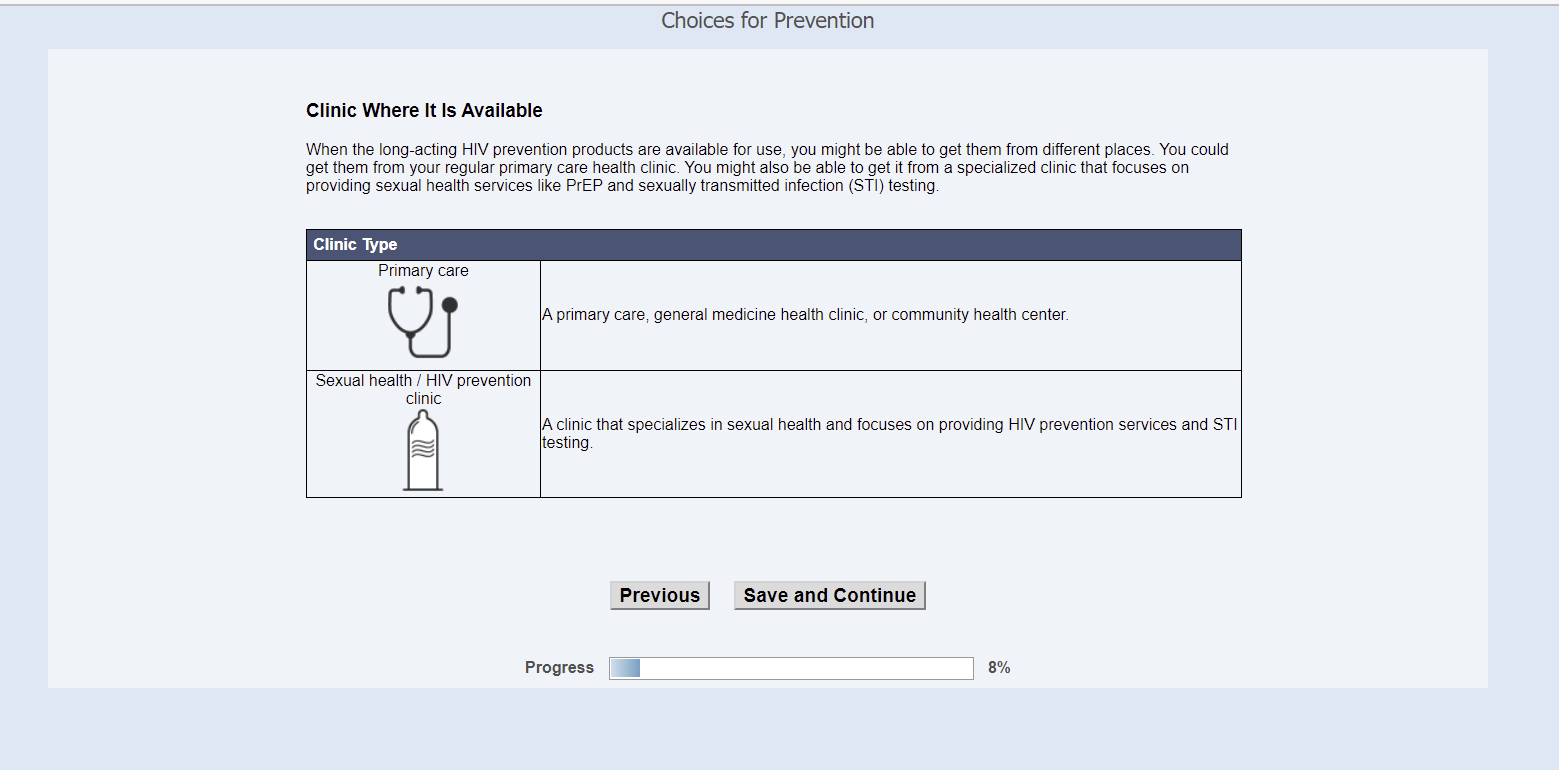 Choices for Prevention
Clinic Where It Is Available
When the long-acting HIV prevention products are available for use, you might be able to get them from different places. You could
get them from your regular primary care health clinic. You might also be able to get it from a specialized clinic that focuses on
providing sexual health services like PrEP and sexually transmitted infection (STI) testing.
Clinic Type
Primary care
A primary care, general medicine health clinic, or community health center.
Sexual health / HIV prevention
clinic
A clinic that specializes in sexual health and focuses on providing HIV prevention services and STI
testing.
Previous
Save and Continue
Progress
8%